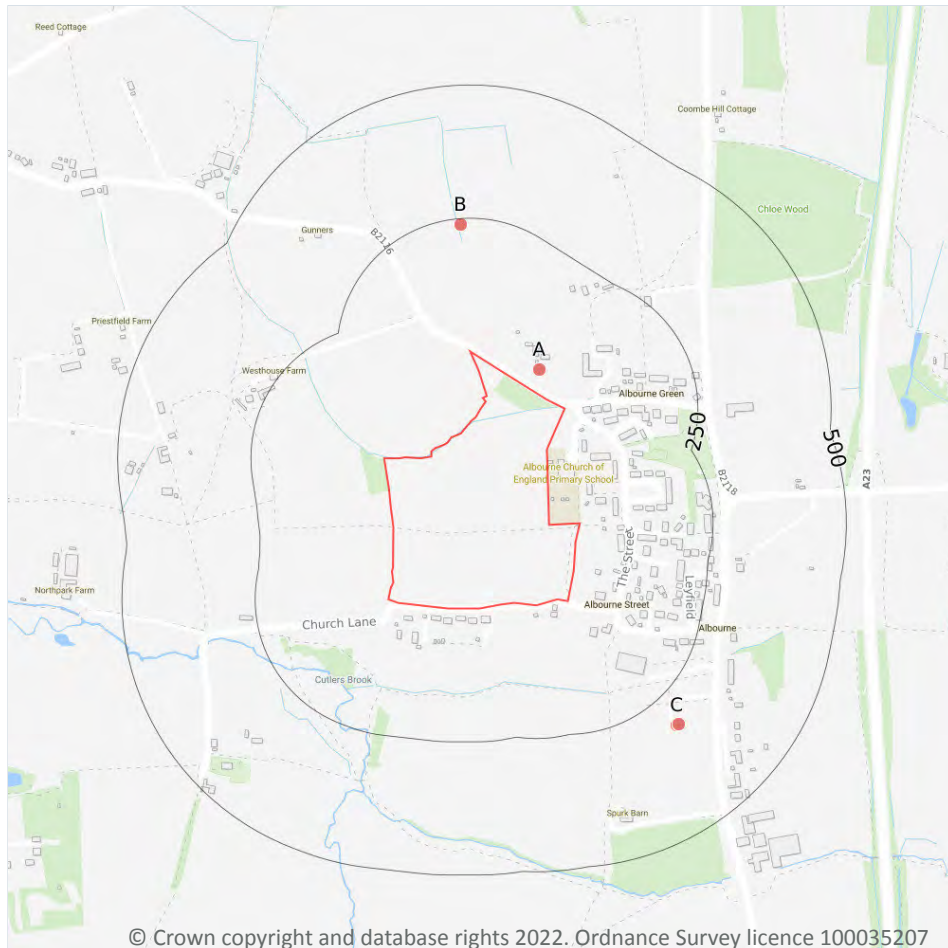 Reed Cottage
Coombe Hill Cottage
B
Chloe Wood
Gunners
B2116
Priestfield Farm
A
Westhouse Farm
Albourne Green
250
500
Albourne Church of
England Primary School
B2118
A23
The Street
Northpark Farm
Leyfield
Albourne Street
Church Lane
Albourne
Cutlers Brook
C
Spurk Barn
© Crown copyright and database rights 2022. Ordnance Survey licence 100035207